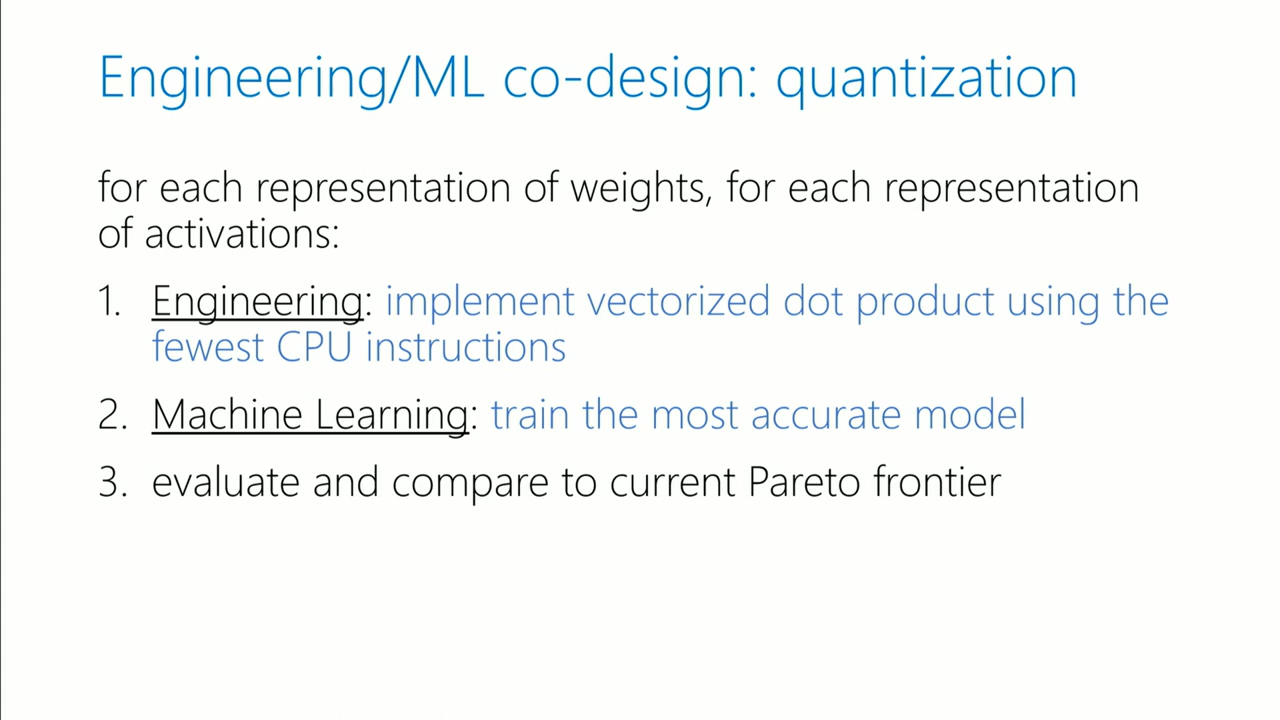 Engineering/ML co-design: quantization
for each representation of weights, for each representation
of activations:
1. Engineering: implement vectorized dot product using the
fewest CPU instructions
2. Machine Learning: train the most accurate model
3. evaluate and compare to current Pareto frontier